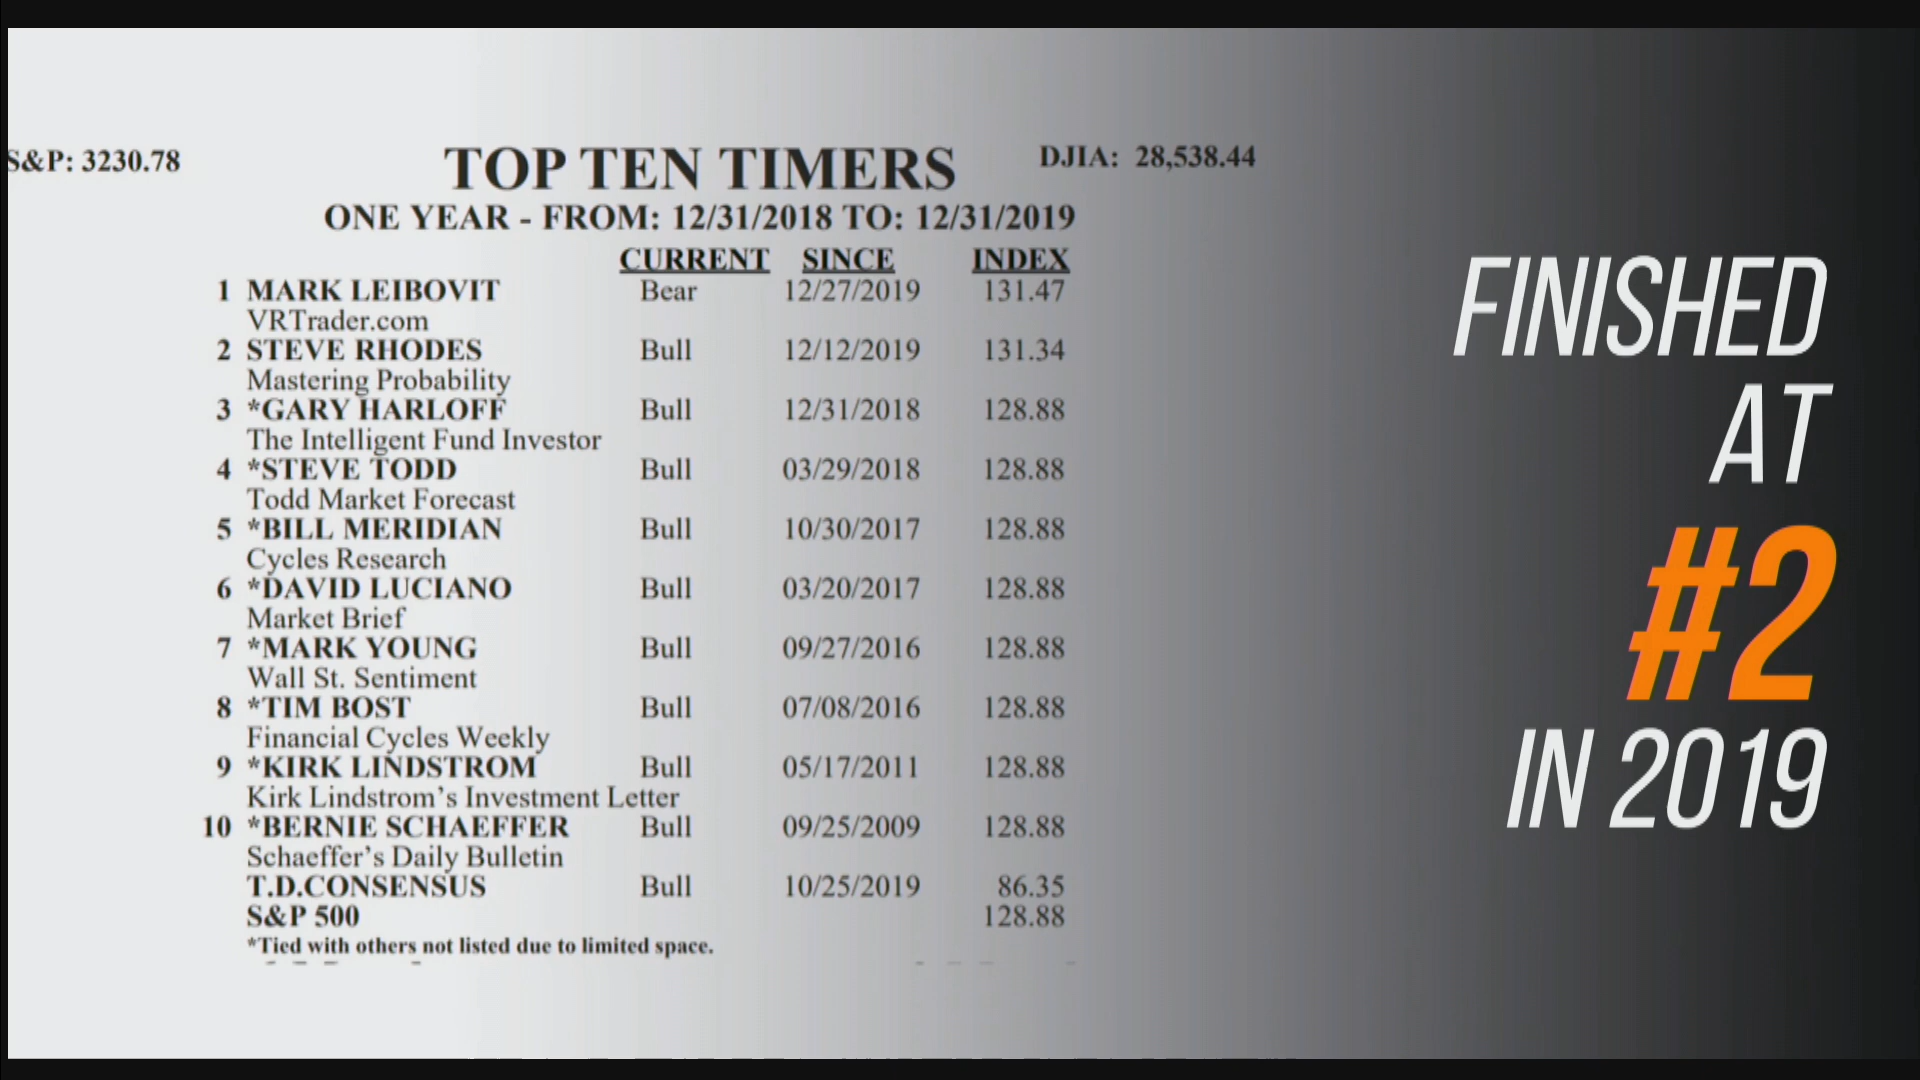 S&P: 3230.78
TOP TEN TIMERS
DJIA: 28,538.44
ONE YEAR - FROM: 12/31/2018 TO: 12/31/2019
CURRENT SINCE INDEX
1 MARK LEIBOVIT Bear 12/27/2019 131.47
VRTrader.com
2 STEVE RHODES Bull 12/12/2019 131.34
Mastering Probability
3 *GARY HARLOFF Bull 12/31/2018 128.88
The Intelligent Fund Investor
4 *STEVE TODD Bull 03/29/2018 128.88
Todd Market Forecast
5 *BILL MERIDIAN Bull 10/30/2017 128.88
Cycles Research
6 *DAVID LUCIANO Bull 03/20/2017 128.88
Market Brief
7 *MARK YOUNG Bull 09/27/2016 128.88
Wall St. Sentiment
8 *TIM BOST Bull 07/08/2016 128.88
Financial Cycles Weekly
9 *KIRK LINDSTROM Bull 05/17/2011 128.88
Kirk Lindstrom's Investment Letter
10 *BERNIE SCHAEFFER Bull 09/25/2009 128.88
Schaeffer's Daily Bulletin
T.D.CONSENSUS Bull 10/25/2019 86.35
S&P 500 128.88
*Tied with others not listed due to limited space.
FINISHED
AT
#2
IN 2019